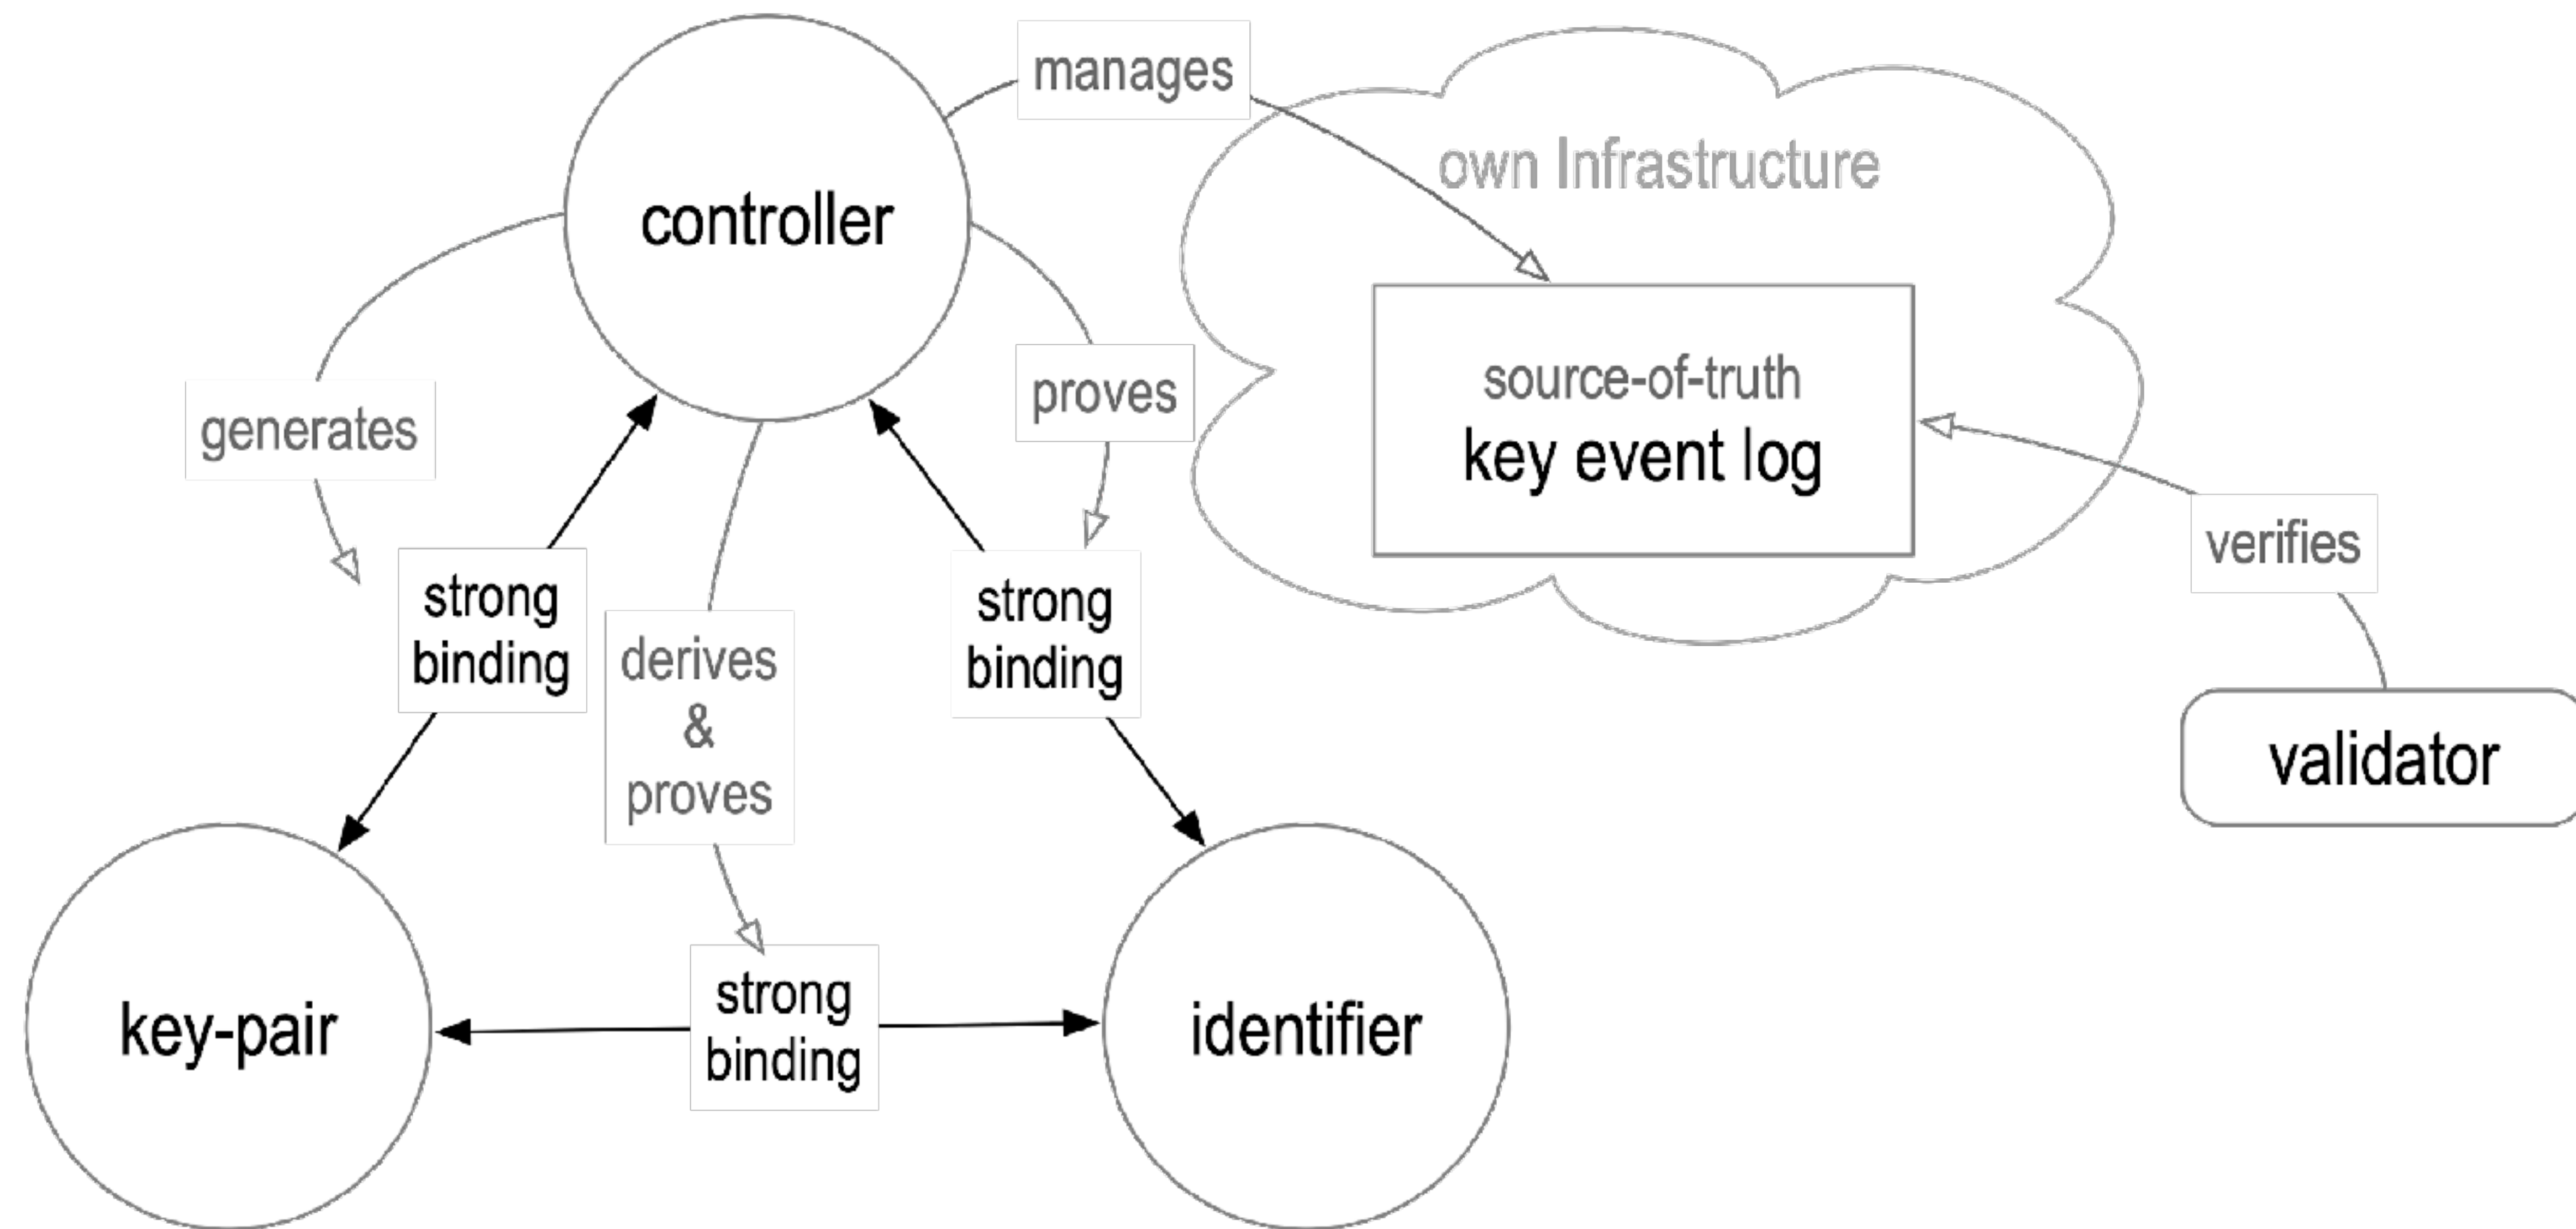 manages
own Infrastructure
controller
source-of-truth
key event log
proves
generates
verifies
strong
binding
strong
binding
derives
&
proves
validator
strong
binding
key-pair
identifier